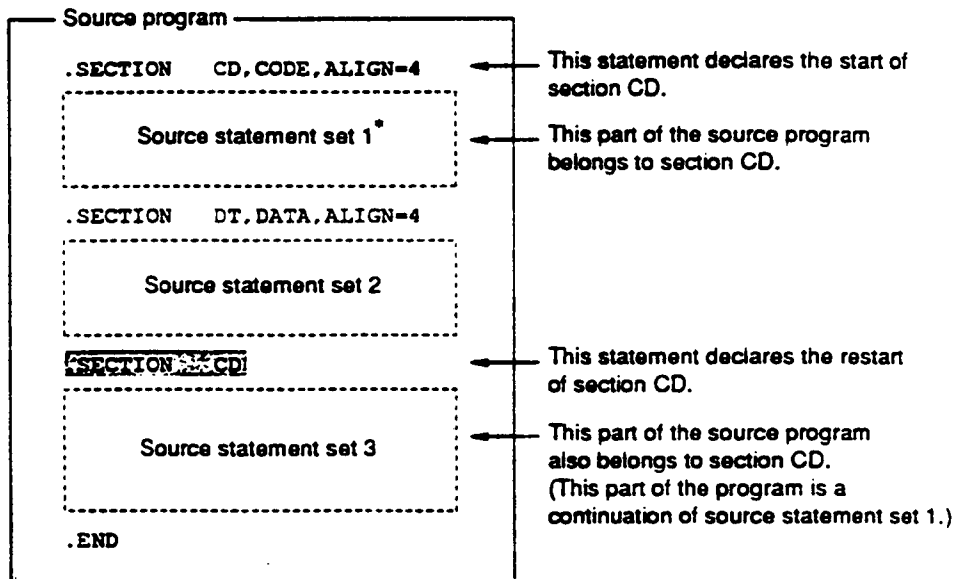 Source program
.SECTION CD,CODE,ALIGN=4
This statement declares the start of
section CD.
Source statement set 1*
This part of the source program
belongs to section CD.
.SECTION DT,DATA,ALIGN=4
Source statement set 2
.SECTION CD
This statement declares the restart
of section CD.
Source statement set 3
This part of the source program
also belongs to section CD.
(This part of the program is a
continuation of source statement set 1.)
.END